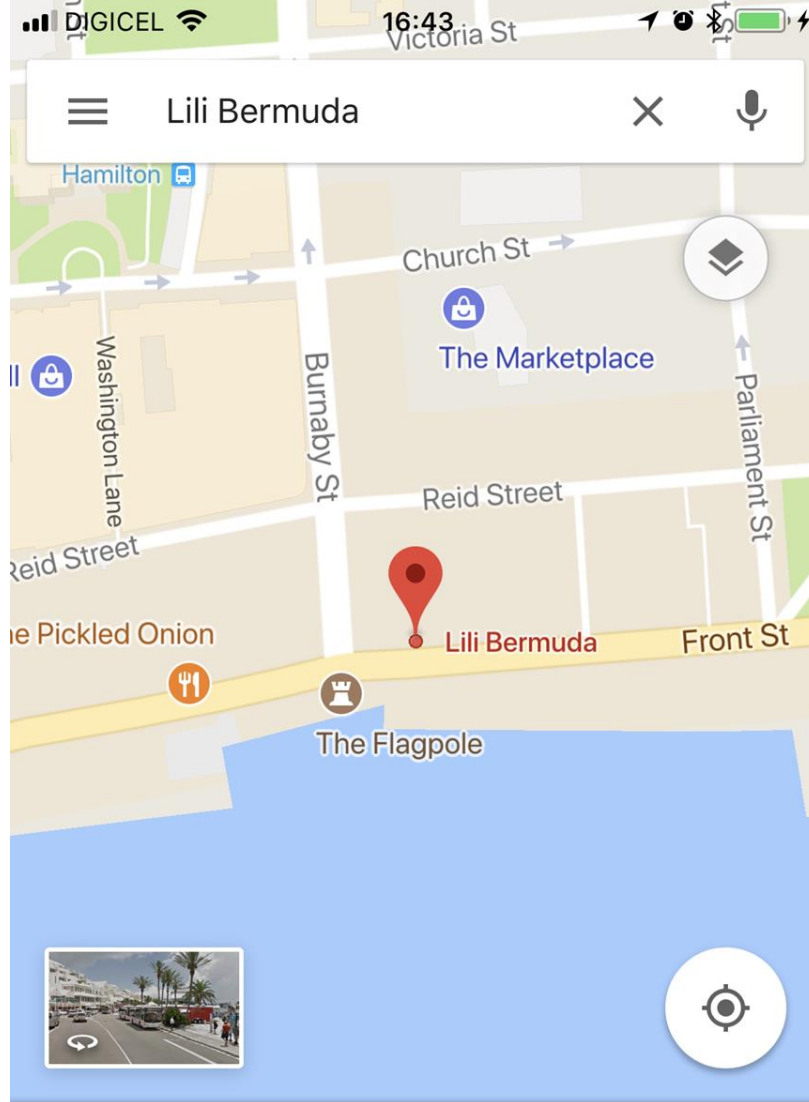 DIGICEL
16:43
Victoria St
Lili Bermuda
Hamilton
Church St
The Marketplace
Washington Lane
Burnaby St
Parliament St
Reid Street
Reid Street
Pickled Onion
Lili Bermuda
Front St
The Flagpole